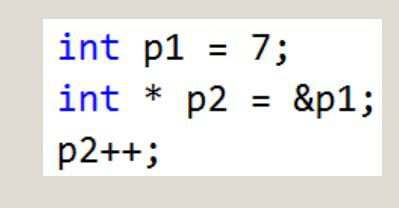 int p1 = 7;
int * p2 = &p1;
p2++;